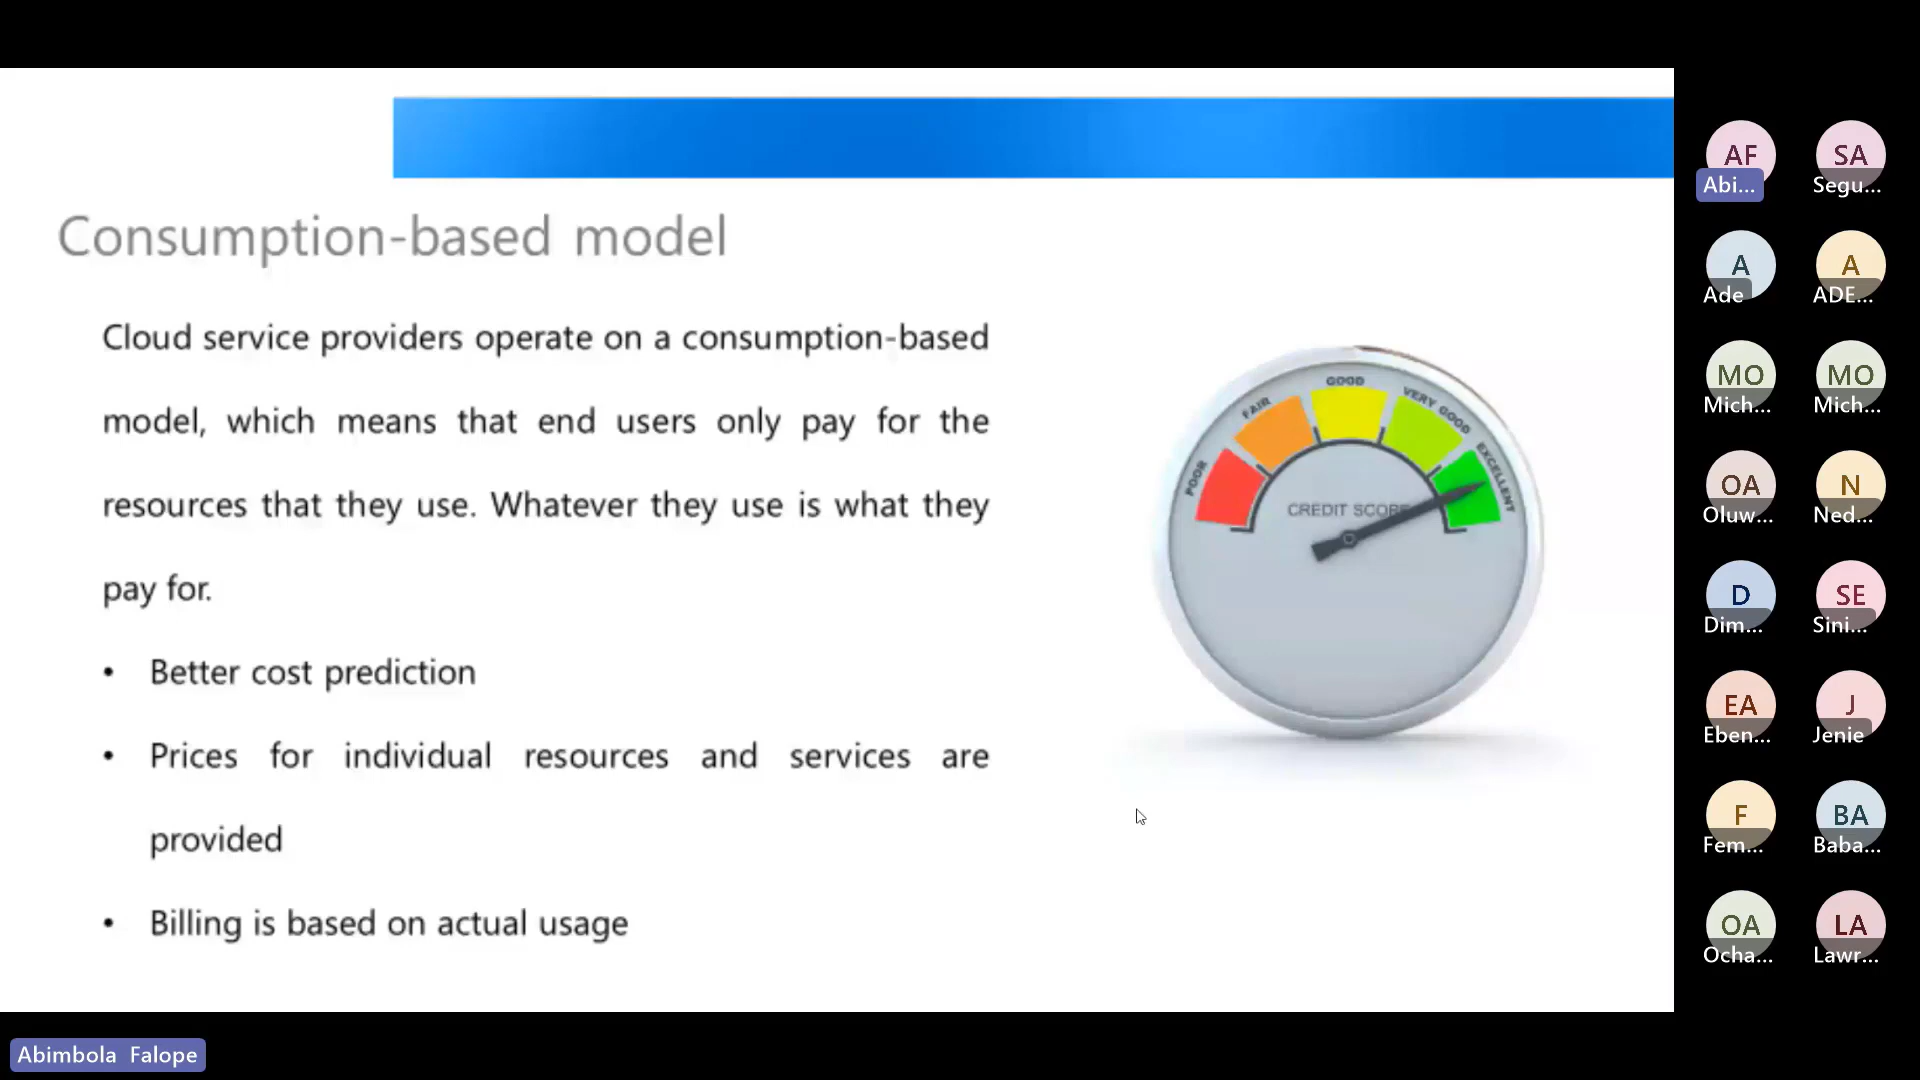 Consumption-based model
Cloud service providers operate on a consumption-based
model, which means that end users only pay for the
resources that they use. Whatever they use is what they
pay for.
• Better cost prediction
• Prices for individual resources and services are
provided
• Billing is based on actual usage
POOR
FAIR
GOOD
VERY GOOD
EXCELLENT
CREDIT SCORE
AF
Abi...
SA
Segu...
A
Ade
A
ADE...
MO
Mich...
MO
Mich...
OA
Oluw...
N
Ned...
D
Dim...
SE
Sini...
EA
Eben...
J
Jenie
F
Fem...
BA
Baba...
OA
Ocha...
LA
Lawr...
Abimbola Falope